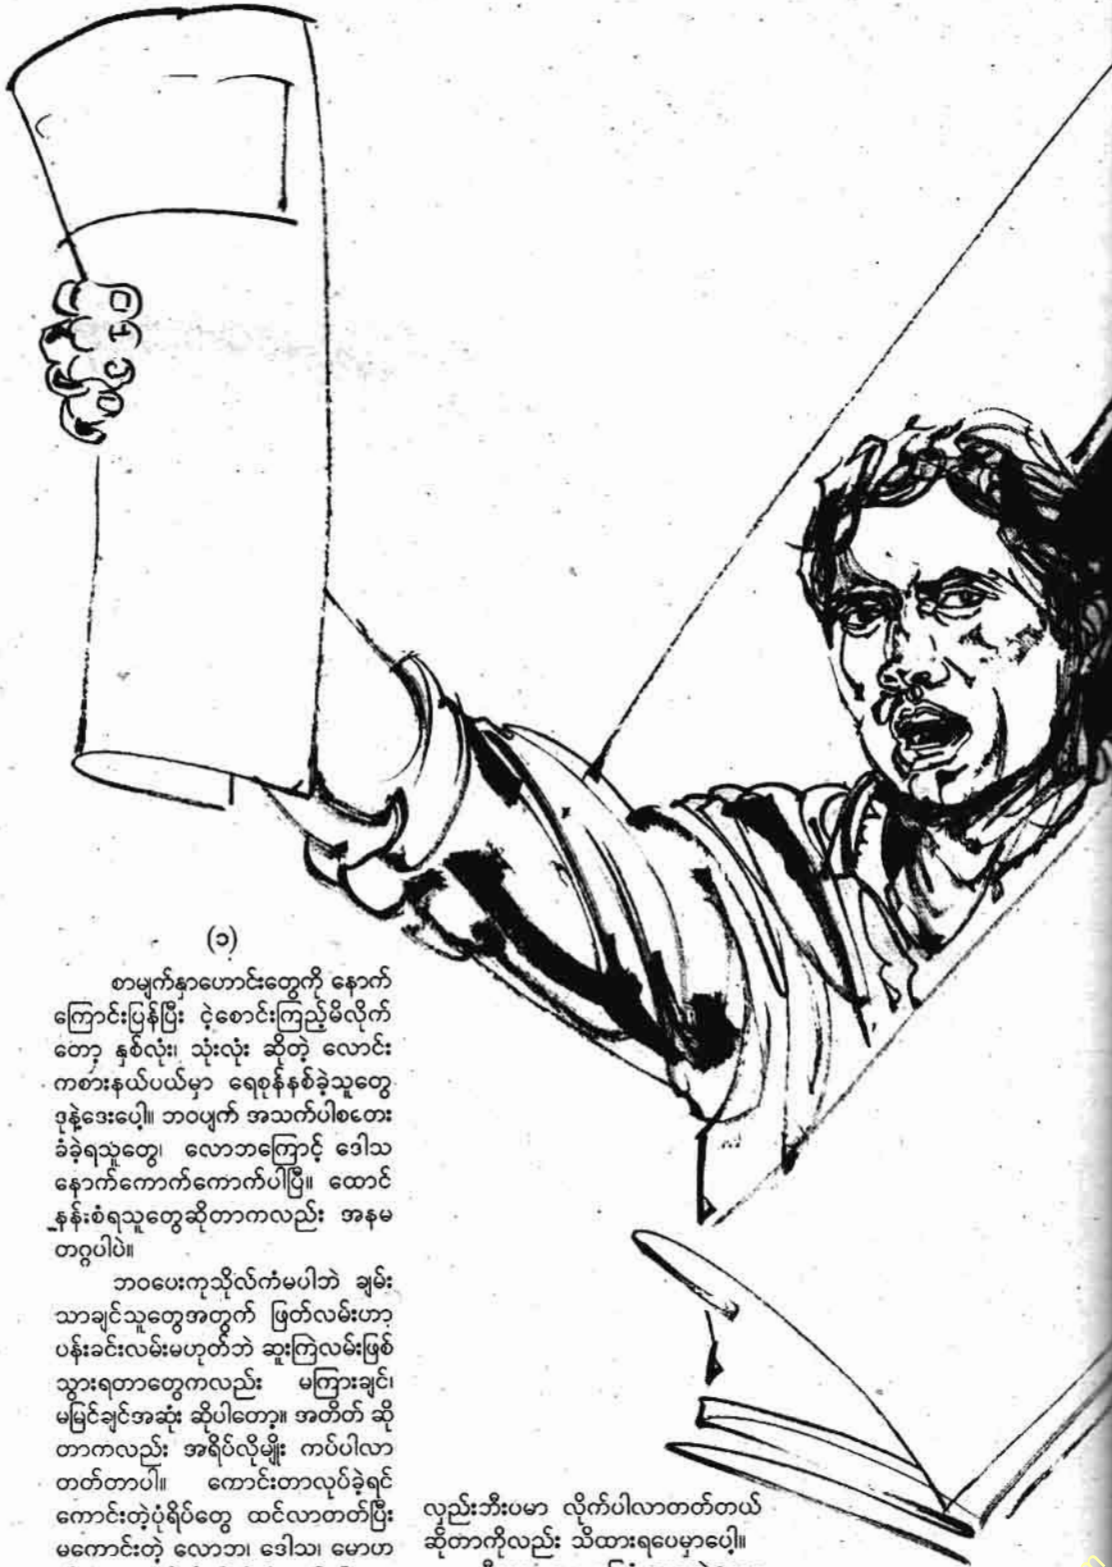 (၁)
စာမျက်နှာဟောင်းတွေကို နောက်
ကြောင်းပြန်ပြီး ငဲ့စောင်းကြည့်မိလိုက်
တော့ နှစ်လုံး၊ သုံးလုံး ဆိုတဲ့ လောင်း
ကစားနယ်ပယ်မှာ ရေစုန်နစ်ခဲ့သူတွေ
ဒုနဲ့ဒေးပေါ့။ ဘဝပျက် အသက်ပါစတေး
ခံခဲ့ရသူတွေ၊ လောဘကြောင့် ဒေါသ
နောက်ကောက်ကောက်ပါပြီး။ ထောင်
နန်းစံရသူတွေဆိုတာကလည်း အနမ
တဂ္ဂပါပဲ။
ဘဝပေးကုသိုလ်ကံမပါဘဲ ချမ်း
သာချင်သူတွေအတွက် ဖြတ်လမ်းဟာ
ပန်းခင်းလမ်းမဟုတ်ဘဲ ဆူးကြဲလမ်းဖြစ်
သွားရတာတွေကလည်း မကြားချင်၊
မမြင်ချင်အဆုံး ဆိုပါတော့။ အတိတ် ဆို
တာကလည်း အရိပ်လိုမျိုး ကပ်ပါလာ
တတ်တာပါ။ ကောင်းတာလုပ်ခဲ့ရင်
ကောင်းတဲ့ပုံရိပ်တွေ ထင်လာတတ်ပြီး
မကောင်းတဲ့ လောဘ၊ ဒေါသ၊ မောဟ
လှည်းဘီးပမာ လိုက်ပါလာတတ်တယ်
ဆိုတာကိုလည်း သိထားရပေမှာပေါ့။